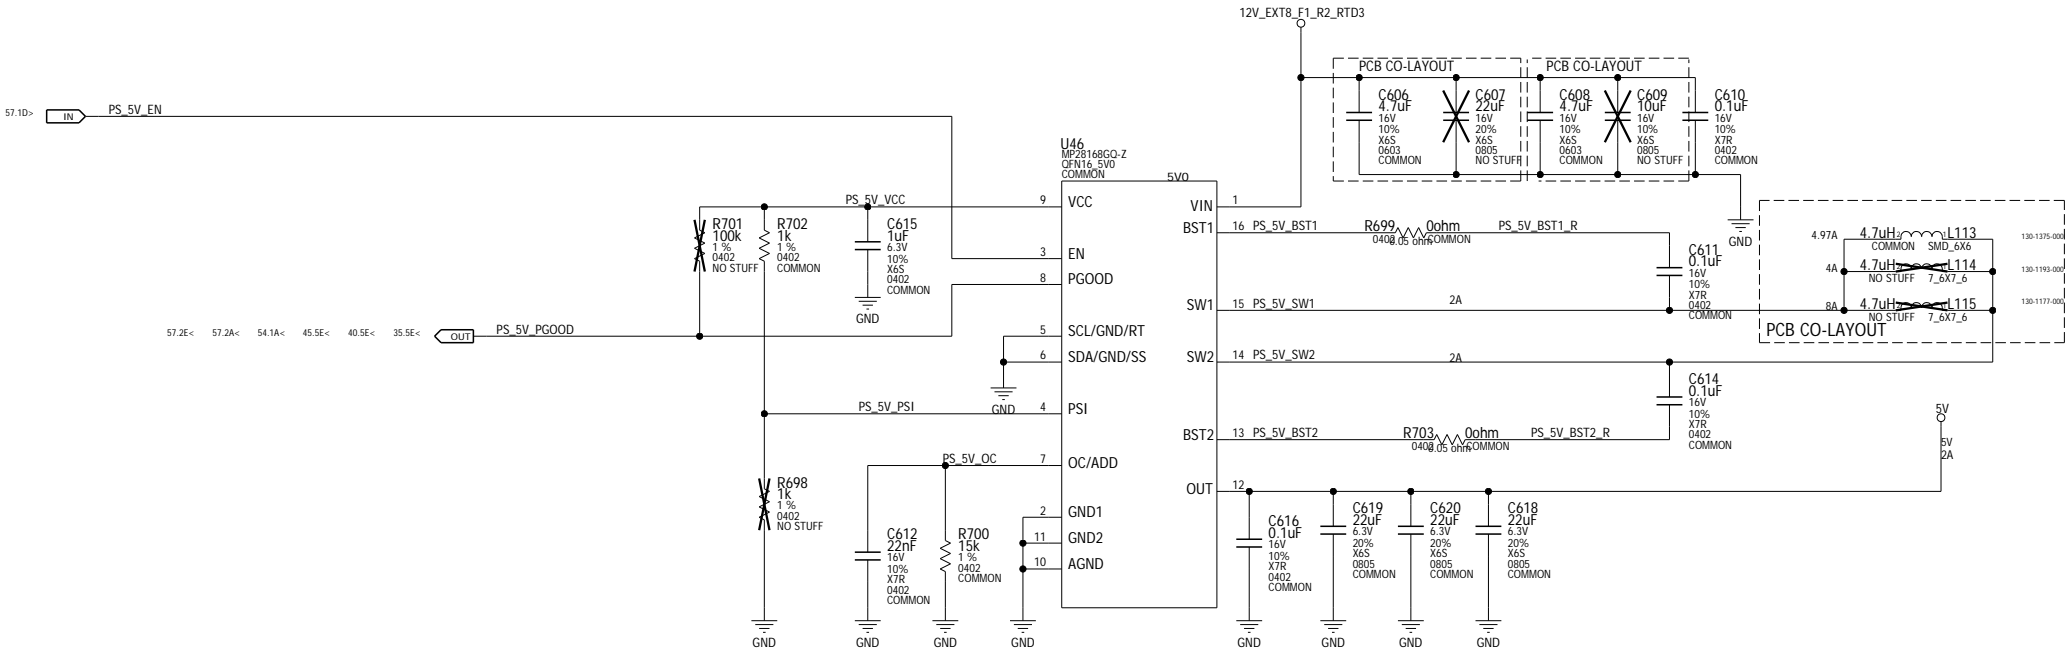 12V_EXT8_F1_R2_RTD3
PCB CO-LAYOUT
PCB CO-LAYOUT
C606
4.7uF
16V
10%
X6S
0603
COMMON
C607
22uF
16V
20%
X6S
0805
NO STUFF
C608
4.7uF
16V
10%
X6S
0603
COMMON
C609
10uF
16V
10%
X6S
0805
NO STUFF
C610
0.1uF
16V
10%
X7R
0402
COMMON
GND
57.1D>
IN
PS_5V_EN
U46
MP28168GQ-Z
QFN16_5V0
COMMON
5V0
PS_5V_VCC
9
VCC
R701
100k
1 %
0402
NO STUFF
R702
1k
1 %
0402
COMMON
C615
1uF
6.3V
10%
X6S
0402
COMMON
GND
3
EN
8
PGOOD
57.2E<
57.2A<
54.1A<
45.5E<
40.5E<
35.5E<
OUT
PS_5V_PGOOD
5
SCL/GND/RT
6
SDA/GND/SS
GND
PS_5V_PSI
4
PSI
PS_5V_OC
7
OC/ADD
R698
1k
1 %
0402
NO STUFF
C612
22nF
16V
10%
X7R
0402
COMMON
R700
15k
1 %
0402
COMMON
2
GND1
11
GND2
10
AGND
GND
GND
GND
GND
VIN
1
BST1
16
PS_5V_BST1
R699
0ohm
0402
0.05 ohm
COMMON
PS_5V_BST1_R
C611
0.1uF
16V
10%
X7R
0402
COMMON
SW1
15
PS_5V_SW1
2A
4.97A
4.7uH
2
1
L113
COMMON
SMD_6X6
130-1375-000
4A
4.7uH
L114
NO STUFF
7_6X7_6
130-1193-000
8A
4.7uH
L115
NO STUFF
7_6X7_6
130-1177-000
PCB CO-LAYOUT
SW2
14
PS_5V_SW2
2A
C614
0.1uF
16V
10%
X7R
0402
COMMON
BST2
13
PS_5V_BST2
R703
0ohm
0402
0.05 ohm
COMMON
PS_5V_BST2_R
5V
5V
2A
OUT
12
C616
0.1uF
16V
10%
X7R
0402
COMMON
C619
22uF
6.3V
20%
X6S
0805
COMMON
C620
22uF
6.3V
20%
X6S
0805
COMMON
C618
22uF
6.3V
20%
X6S
0805
COMMON
GND
GND
GND
GND